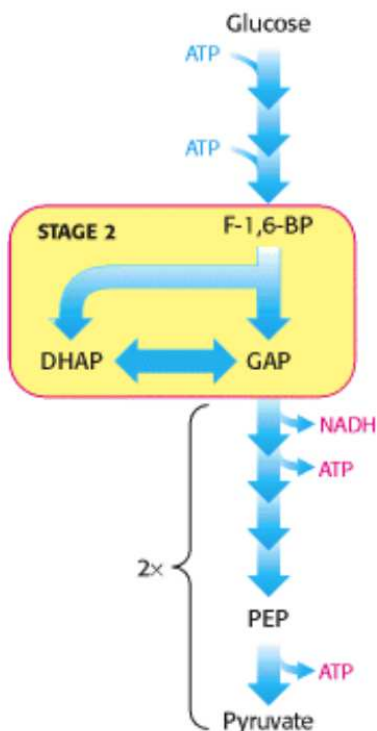 Glucose
ATP
ATP
STAGE 2
F-1,6-BP
DHAP
GAP
NADH
ATP
2×
PEP
ATP
Pyruvate